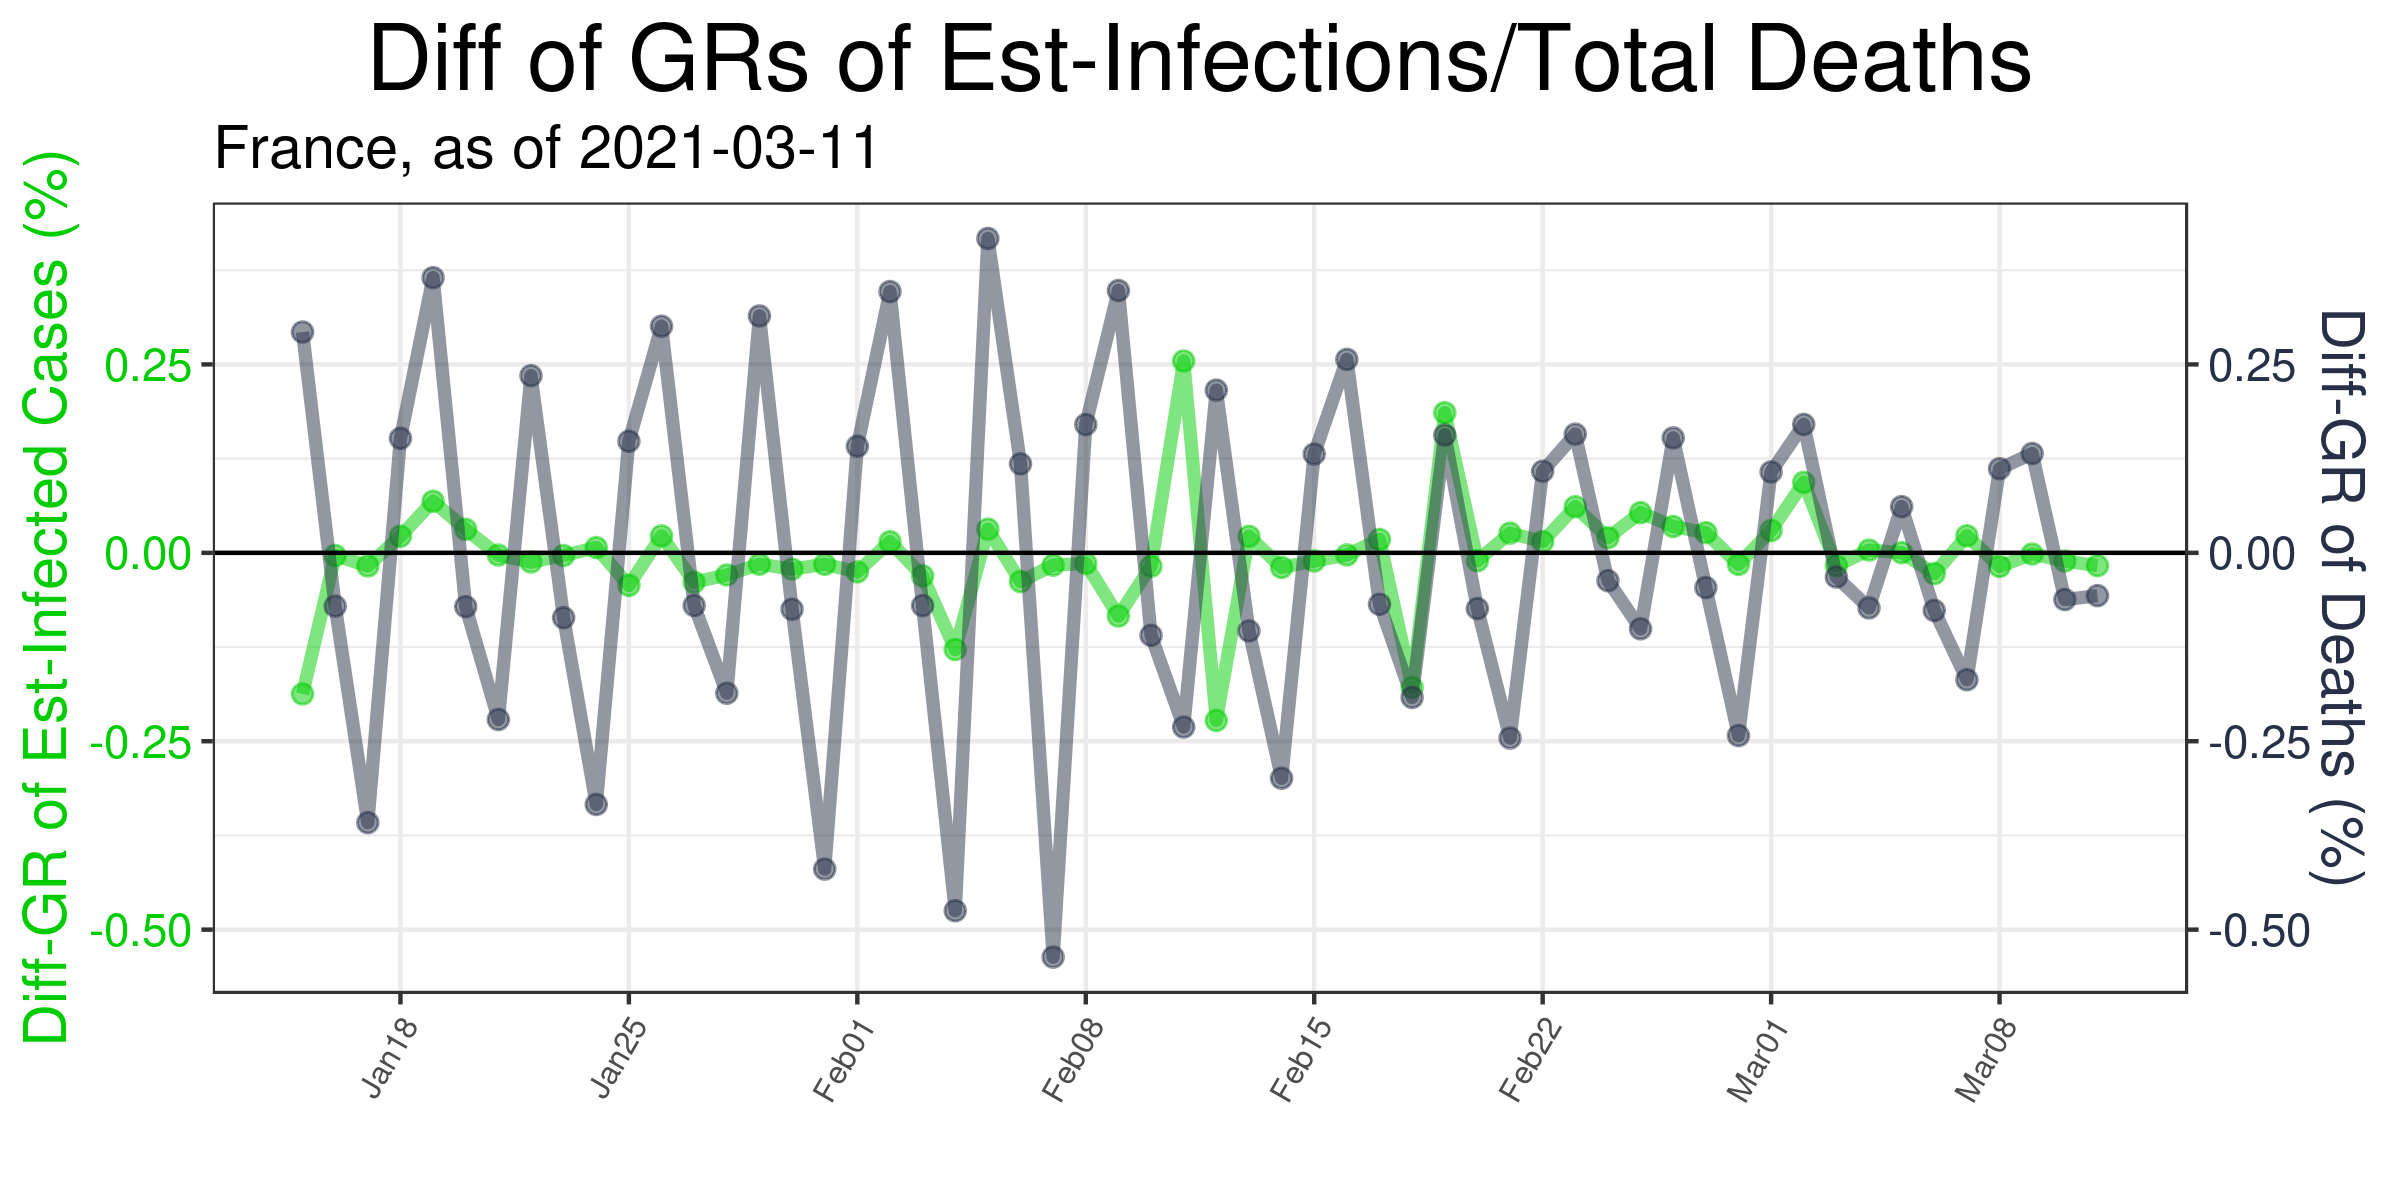 Diff of GRs of Est-Infections/Total Deaths
France, as of 2021-03-11
Diff-GR of Est-Infected Cases (%)
0.25
0.00
-0.25
-0.50
0.25
0.00
-0.25
-0.50
Diff-GR of Deaths (%)
Jan18
Jan25
Feb01
Feb08
Feb15
Feb22
Mar01
Mar08